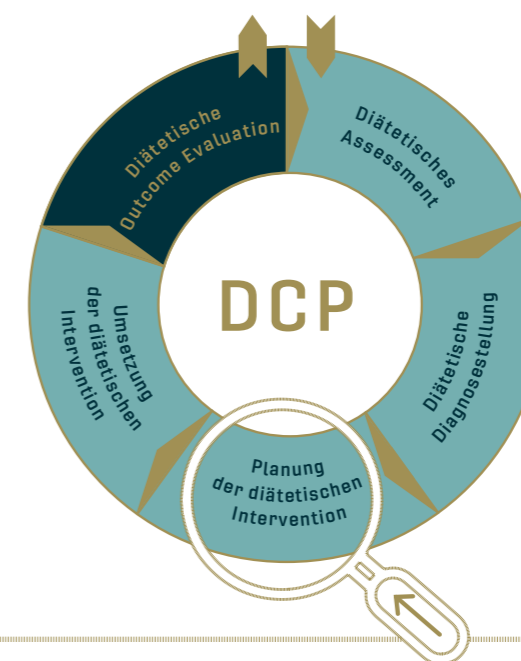 DCP
Diätetisches
Assessment
Diätetische
Diagnosestellung
Planung
der diätetischen
Intervention
Umsetzung
der diätetischen
Intervention
Diätetische
Outcome Evaluation